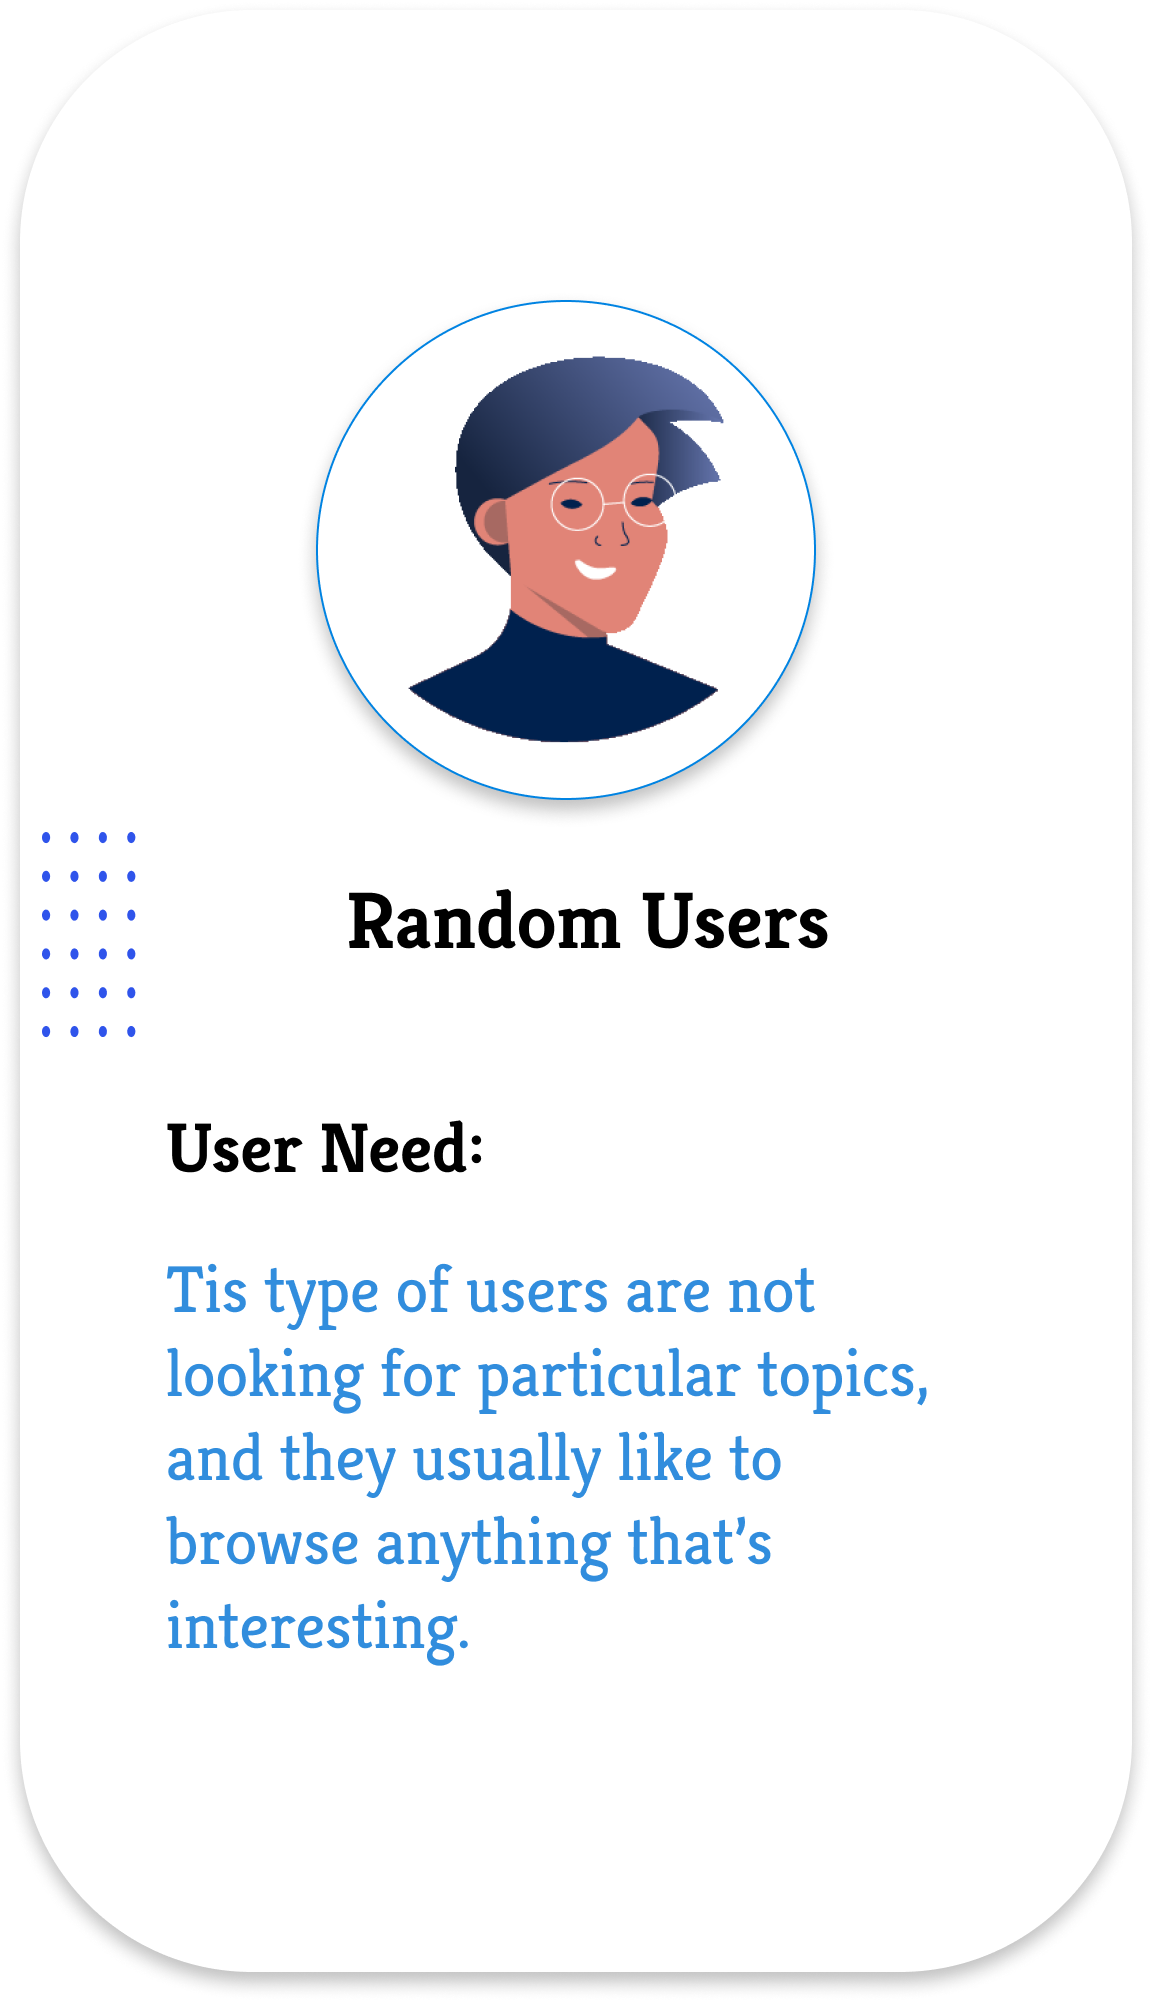 Random Users
User Need:
Tis type of users are not
looking for particular topics,
and they usually like to
browse anything that’s
interesting.